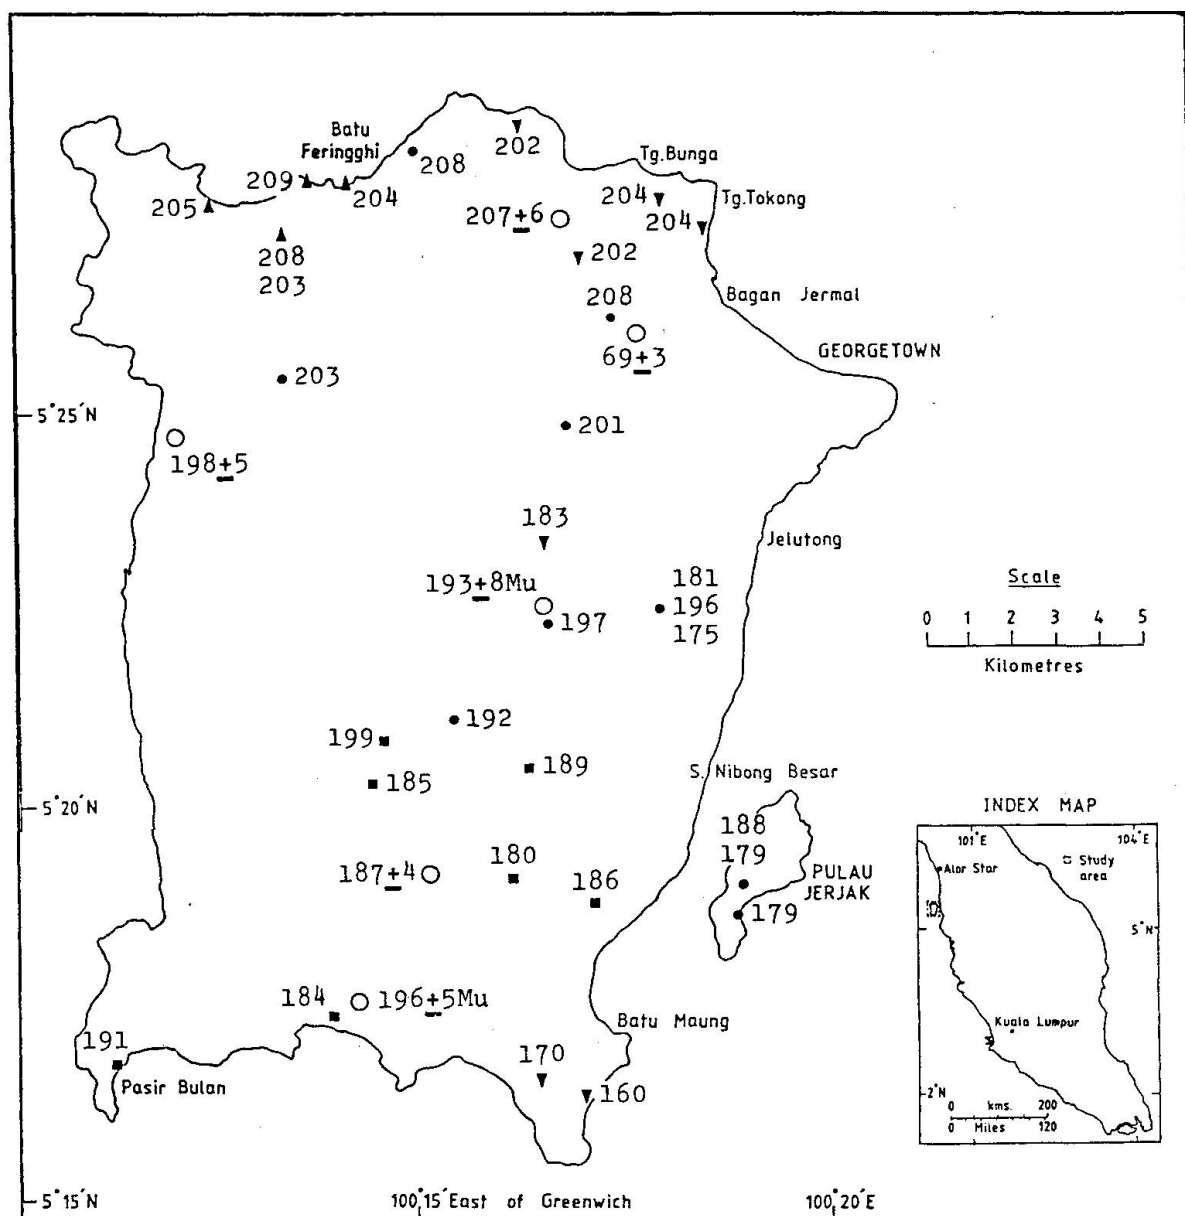 Batu
Feringghi
202
208
Tg.Bunga
209
204
205
204
Tg.Tokong
207±6
204
208
203
202
208
Bagan Jermal
69±3
GEORGETOWN
203
5°25'N
201
198±5
183
Jelutong
193±8Mu
181
196
175
197
Scale
0 1 2 3 4 5
Kilometres
192
199
189
185
S. Nibong Besar
5°20'N
INDEX MAP
101°E
104°E
Study
area
Alor Star
5°N
Kuala Lumpur
2°N
0 kms. 200
0 Miles 120
188
179
PULAU
JERJAK
179
187±4
180
186
184
196±5Mu
Batu Maung
191
170
Pasir Bulan
160
5°15'N
100°15' East of Greenwich
100°20'E